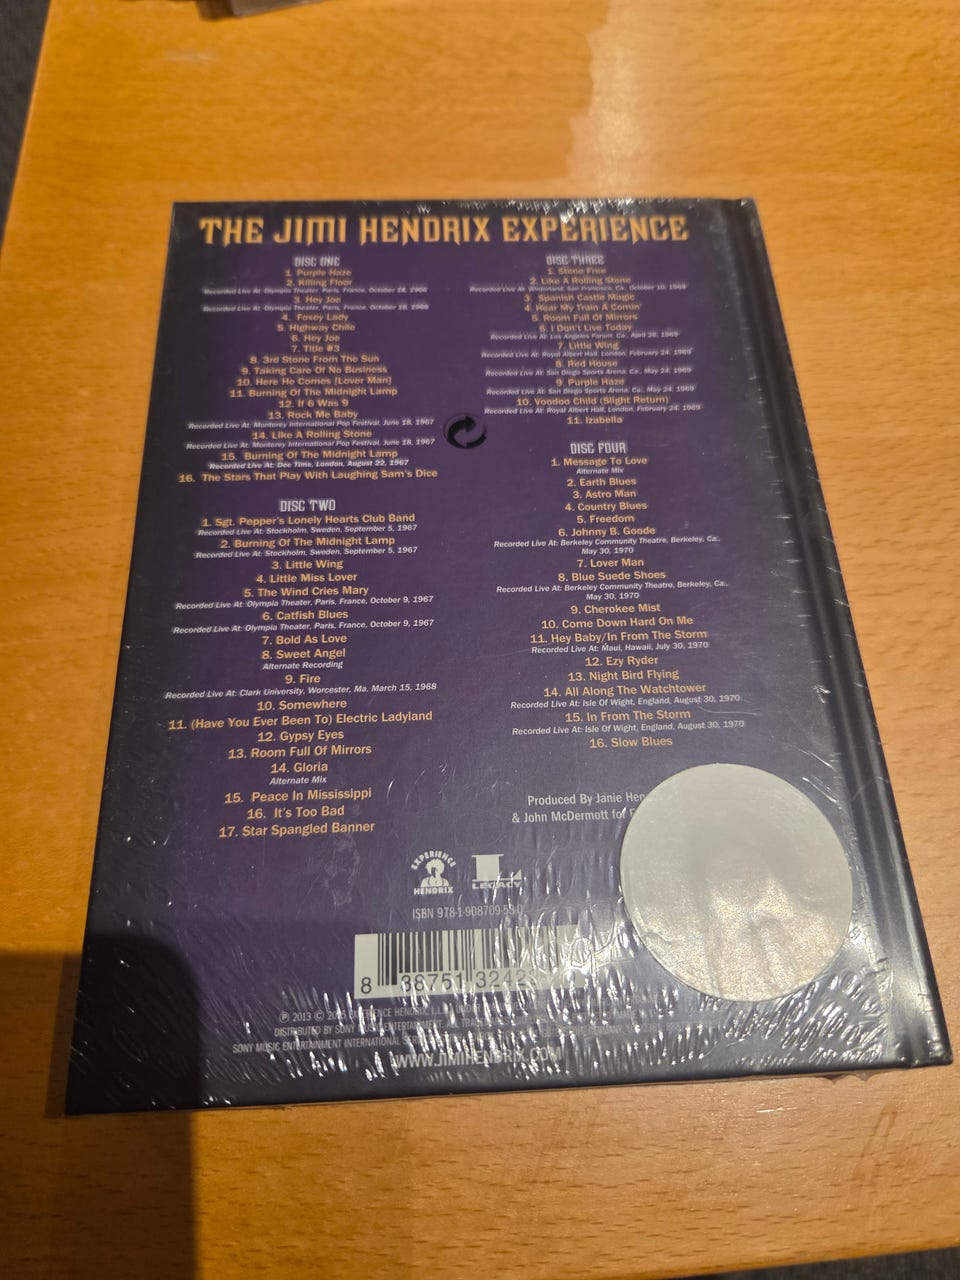 THE JIMI HENDRIX EXPERIENCE
DISC ONE
1. Purple Haze
2. Killing Floor
Recorded Live At: Olympia Theater, Paris, France, October 18, 1966
3. Hey Joe
Recorded Live At: Olympia Theater, Paris, France, October 18, 1966
4. Foxey Lady
5. Highway Chile
6. Hey Joe
7. Title #3
8. 3rd Stone From The Sun
9. Taking Care Of No Business
10. Here He Comes [Lover Man]
11. Burning Of The Midnight Lamp
12. If 6 Was 9
13. Rock Me Baby
Recorded Live At: Monterey International Pop Festival, June 18, 1967
14. Like A Rolling Stone
Recorded Live At: Monterey International Pop Festival, June 18, 1967
15. Burning Of The Midnight Lamp
Recorded Live At: Dee Time, London, August 22, 1967
16. The Stars That Play With Laughing Sam's Dice
DISC TWO
1. Sgt. Pepper's Lonely Hearts Club Band
Recorded Live At: Stockholm, Sweden, September 5, 1967
2. Burning Of The Midnight Lamp
Recorded Live At: Stockholm, Sweden, September 5, 1967
3. Little Wing
4. Little Miss Lover
5. The Wind Cries Mary
Recorded Live At: Olympia Theater, Paris, France, October 9, 1967
6. Catfish Blues
Recorded Live At: Olympia Theater, Paris, France, October 9, 1967
7. Bold As Love
8. Sweet Angel
Alternate Recording
9. Fire
Recorded Live At: Clark University, Worcester, Ma. March 15, 1968
10. Somewhere
11. (Have You Ever Been To) Electric Ladyland
12. Gypsy Eyes
13. Room Full Of Mirrors
14. Gloria
Alternate Mix
15. Peace In Mississippi
16. It's Too Bad
17. Star Spangled Banner
DISC THREE
1. Stone Free
2. Like A Rolling Stone
Recorded Live At: Winterland, San Francisco, Ca., October 10, 1968
3. Spanish Castle Magic
4. Hear My Train A Comin'
5. Room Full Of Mirrors
6. I Don't Live Today
Recorded Live At: Los Angeles Forum, Ca., April 26, 1969
7. Little Wing
Recorded Live At: Royal Albert Hall, London, February 24, 1969
8. Red House
Recorded Live At: San Diego Sports Arena, Ca., May 24, 1969
9. Purple Haze
Recorded Live At: San Diego Sports Arena, Ca., May 24, 1969
10. Voodoo Child (Slight Return)
Recorded Live At: Royal Albert Hall, London, February 24, 1969
11. Izabella
DISC FOUR
1. Message To Love
Alternate Mix
2. Earth Blues
3. Astro Man
4. Country Blues
5. Freedom
6. Johnny B. Goode
Recorded Live At: Berkeley Community Theatre, Berkeley, Ca.,
May 30, 1970
7. Lover Man
8. Blue Suede Shoes
Recorded Live At: Berkeley Community Theatre, Berkeley, Ca.,
May 30, 1970
9. Cherokee Mist
10. Come Down Hard On Me
11. Hey Baby/In From The Storm
Recorded Live At: Maui, Hawaii, July 30, 1970
12. Ezy Ryder
13. Night Bird Flying
14. All Along The Watchtower
Recorded Live At: Isle Of Wight, England, August 30, 1970
15. In From The Storm
Recorded Live At: Isle Of Wight, England, August 30, 1970
16. Slow Blues
Produced By Janie Hen
& John McDermott for E
EXPERIENCE
HENDRIX
LEGACY
ISBN 978-1-908709-53-0
8 88751 3242
℗ 2013 © EXPERIENCE HENDRIX, L.L.
DISTRIBUTED BY SONY MUSIC ENTERTAINMENT. ALL TRADE
SONY MUSIC ENTERTAINMENT INTERNATIONAL
WWW.JIMIHENDRIX.COM